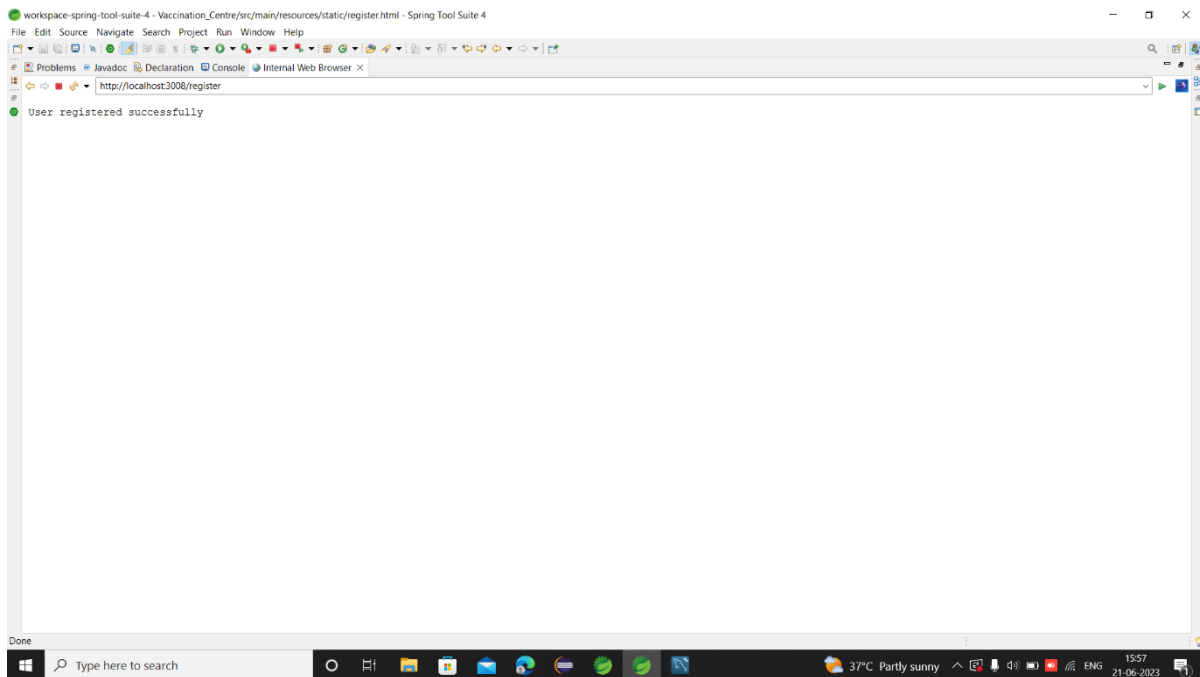 workspace-spring-tool-suite-4 - Vaccination_Centre/src/main/resources/static/register.html - Spring Tool Suite 4
File Edit Source Navigate Search Project Run Window Help
Problems Javadoc Declaration Console Internal Web Browser
http://localhost:3008/register
User registered successfully
Done
Type here to search
37°C Partly sunny ENG 15:57
21-06-2023
1